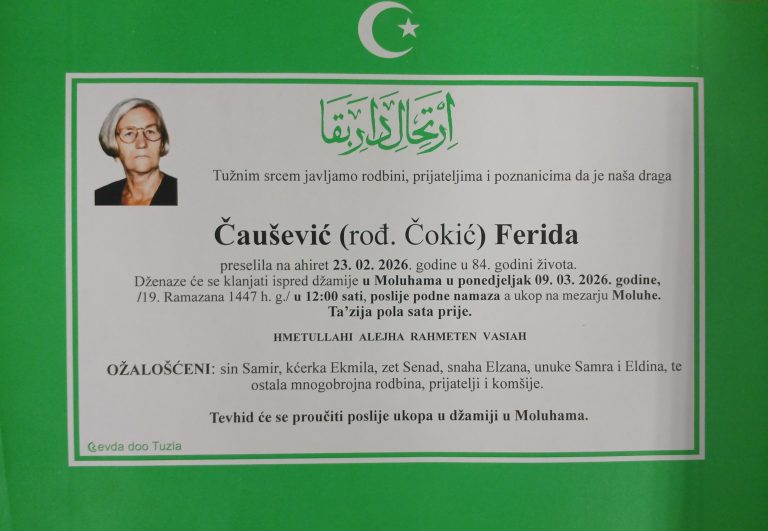 اِرْتِحَالِ دَارِ بَقَا
Tužnim srcem javljamo rodbini, prijateljima i poznanicima da je naša draga
Čaušević (rođ. Čokić) Ferida
preselila na ahiret 23. 02. 2026. godine u 84. godini života.
Dženaze će se klanjati ispred džamije u Moluhama u ponedjeljak 09. 03. 2026. godine,
/19. Ramazana 1447 h. g./ u 12:00 sati, poslije podne namaza a ukop na mezarju Moluhe.
Ta'zija pola sata prije.
HMETULLAHI ALEJHA RAHMETEN VASIAH
OŽALOŠĆENI: sin Samir, kćerka Ekmila, zet Senad, snaha Elzana, unuke Samra i Eldina, te
ostala mnogobrojna rodbina, prijatelji i komšije.
Tevhid će se proučiti poslije ukopa u džamiji u Moluhama.
evda doo Tuzla